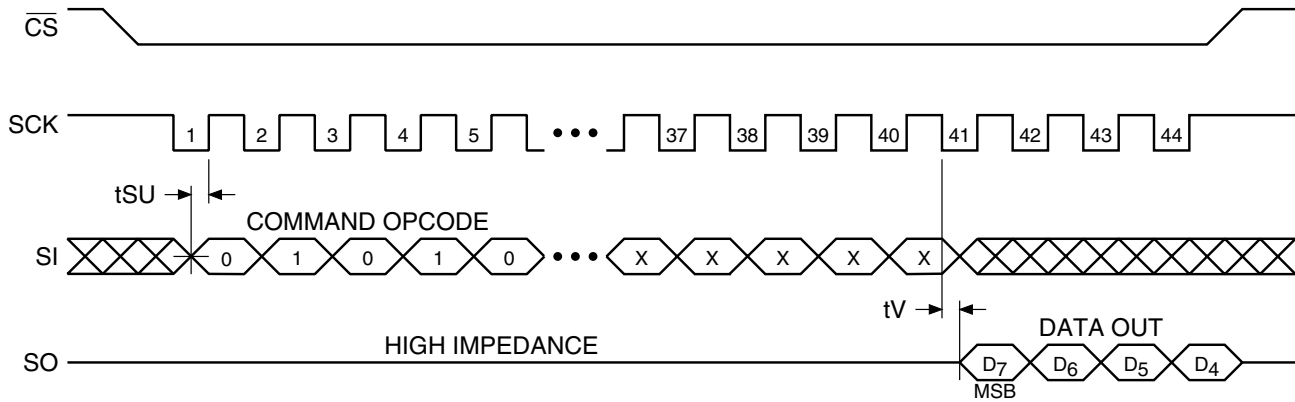 CS
SCK 1 2 3 4 5 ••• 37 38 39 40 41 42 43 44
tSU
COMMAND OPCODE
SI 0 1 0 1 0 ••• X X X X X
tV
DATA OUT
HIGH IMPEDANCE
SO D7 D6 D5 D4
MSB